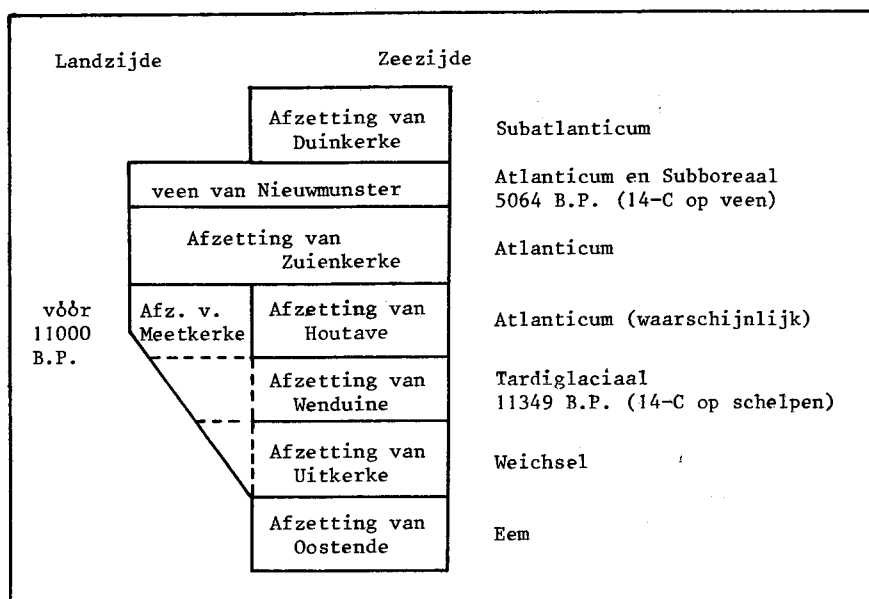 Landzijde Zeezijde
Afzetting van
Duinkerke
Subatlanticum
veen van Nieuwmunster
Atlanticum en Subboreaal
5064 B.P. (14-C op veen)
Afzetting van
Zuienkerke
Atlanticum
vóór
11000
B.P.
Afz. v.
Meetkerke
Afzetting van
Houtave
Atlanticum (waarschijnlijk)
Afzetting van
Wenduine
Tardiglaciaal
11349 B.P. (14-C op schelpen)
Afzetting van
Uitkerke
Weichsel
Afzetting van
Oostende
Eem